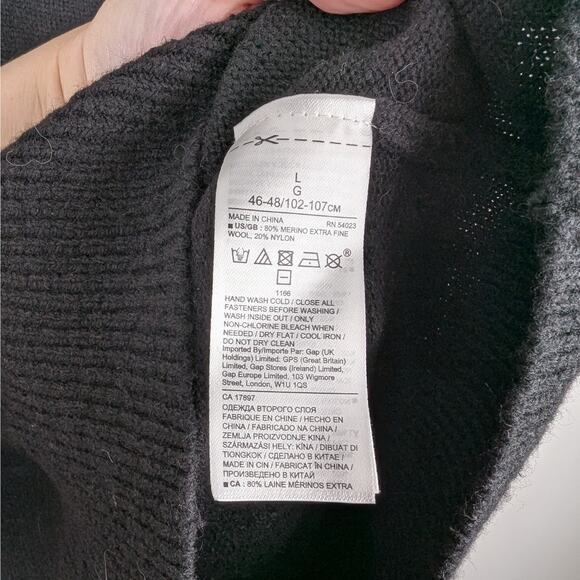 L
G
46-48/102-107CM
MADE IN CHINA RN 54023
■ US/GB : 80% MERINO EXTRA FINE
WOOL, 20% NYLON
®
1166
HAND WASH COLD / CLOSE ALL
FASTENERS BEFORE WASHING /
WASH INSIDE OUT / ONLY
NON-CHLORINE BLEACH WHEN
NEEDED / DRY FLAT / COOL IRON /
DO NOT DRY CLEAN
Imported By/Importe Par: Gap (UK
Holdings) Limited: GPS (Great Britain)
Limited, Gap Stores (Ireland) Limited,
Gap Europe Limited, 103 Wigmore
Street, London, W1U 1QS
CA 17897
ОДЕЖДА ВТОРОГО СЛОЯ
FABRIQUE EN CHINE / HECHO EN
CHINA / FABRICADO NA CHINA /
ZEMLJA PROIZVODNJE KINA /
SZÁRMAZÁSI HELY: KÍNA / DIBUAT DI
TIONGKOK / СДЕЛАНО В КИТАЕ /
MADE IN CIN / FABRICAT ÎN CHINA /
ПРОИЗВЕДЕНО В КИТАЙ
■ CA : 80% LAINE MÉRINOS EXTRA